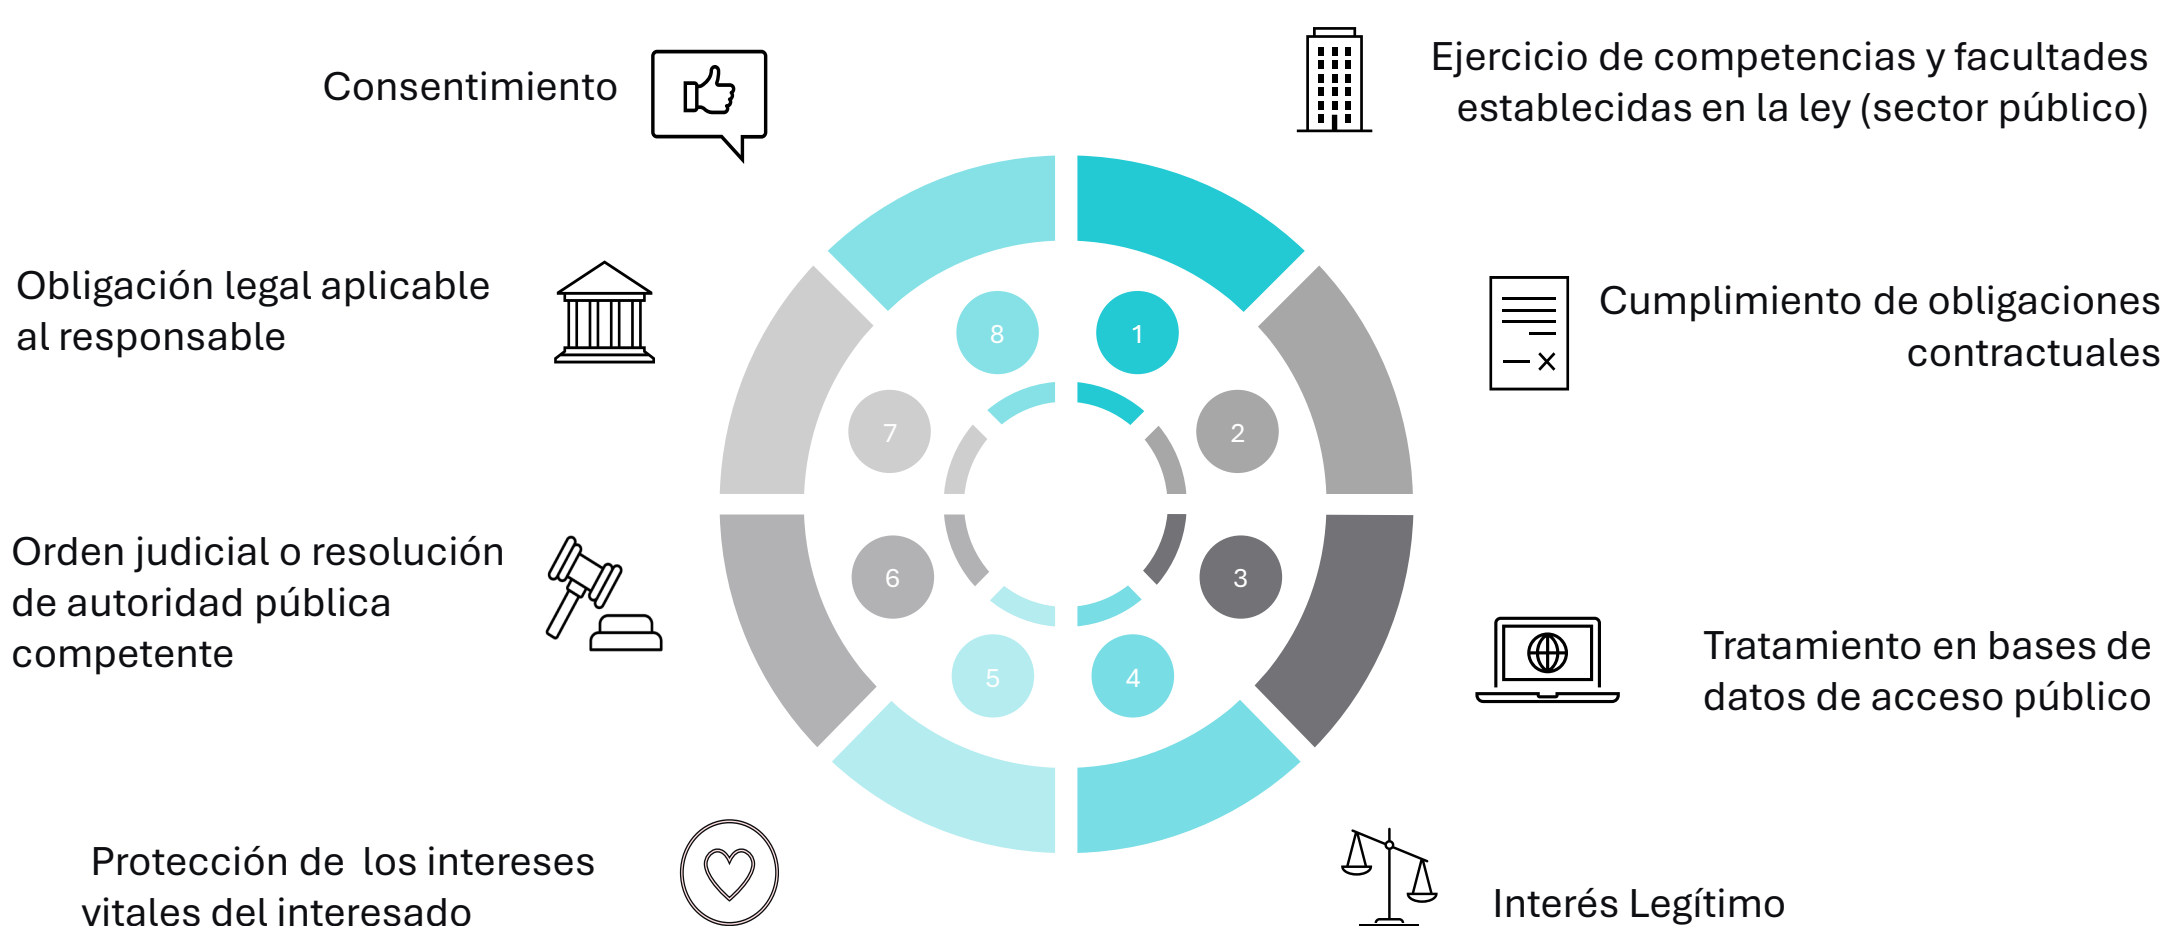 Consentimiento
Ejercicio de competencias y facultades
establecidas en la ley (sector público)
Obligación legal aplicable
al responsable
Cumplimiento de obligaciones
contractuales
8
1
7
2
Orden judicial o resolución
de autoridad pública
competente
6
3
5
4
Tratamiento en bases de
datos de acceso público
Protección de los intereses
vitales del interesado
Interés Legítimo